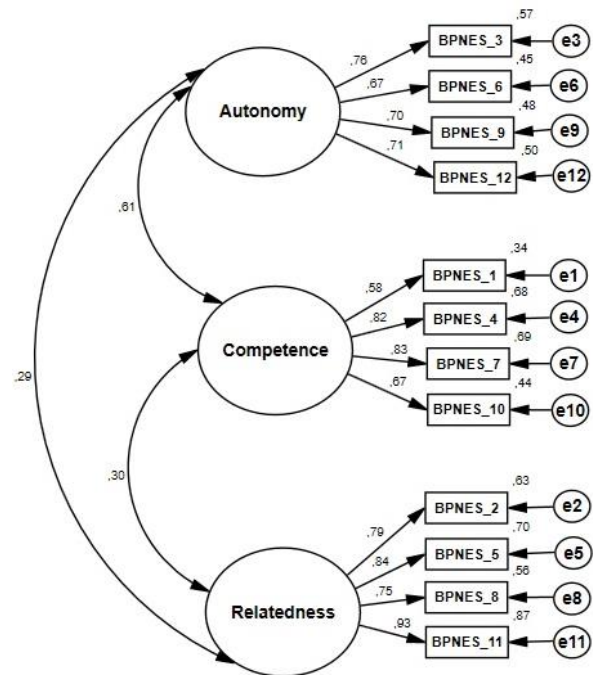 ,57
,76
BPNES_3
e3
,45
,67
BPNES_6
e6
Autonomy
,48
,70
BPNES_9
e9
,50
,71
BPNES_12
e12
,61
,34
,58
BPNES_1
e1
,68
,82
BPNES_4
e4
Competence
,69
,83
BPNES_7
e7
,44
,67
BPNES_10
e10
,29
,30
,63
,79
BPNES_2
e2
,70
,84
BPNES_5
e5
,56
,75
BPNES_8
e8
Relatedness
,87
,93
BPNES_11
e11